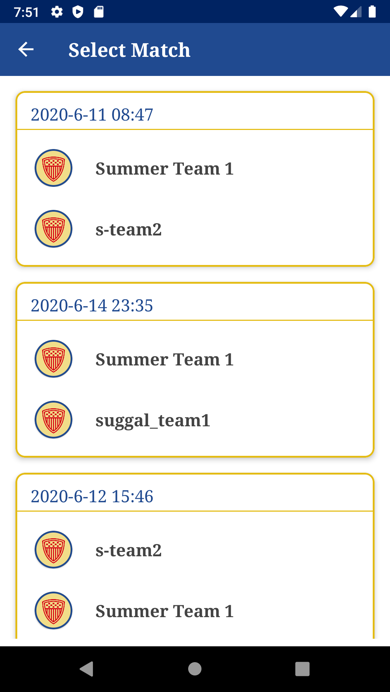 7:51
Select Match
2020-6-11 08:47
Summer Team 1
s-team2
2020-6-14 23:35
Summer Team 1
suggal_team1
2020-6-12 15:46
s-team2
Summer Team 1